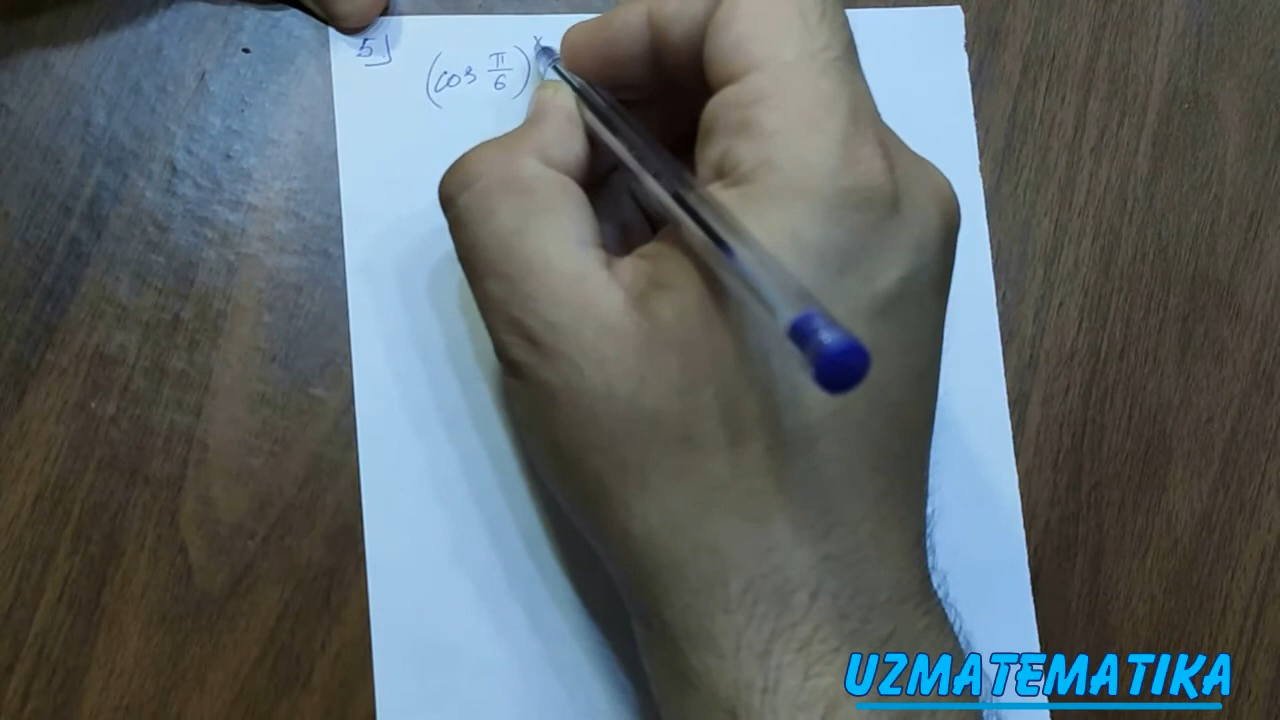 5) (cos π/6)^x
UZMATEMATIKA